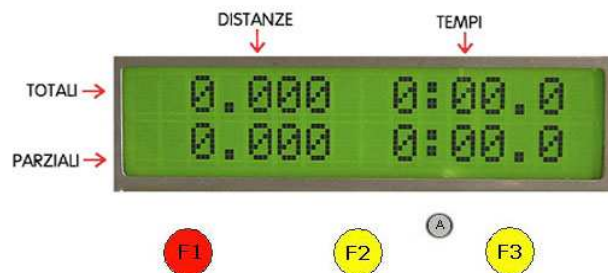 DISTANZE TEMPI
TOTALI 0.000 0:00.0
PARZIALI 0.000 0:00.0
A
F1 F2 F3